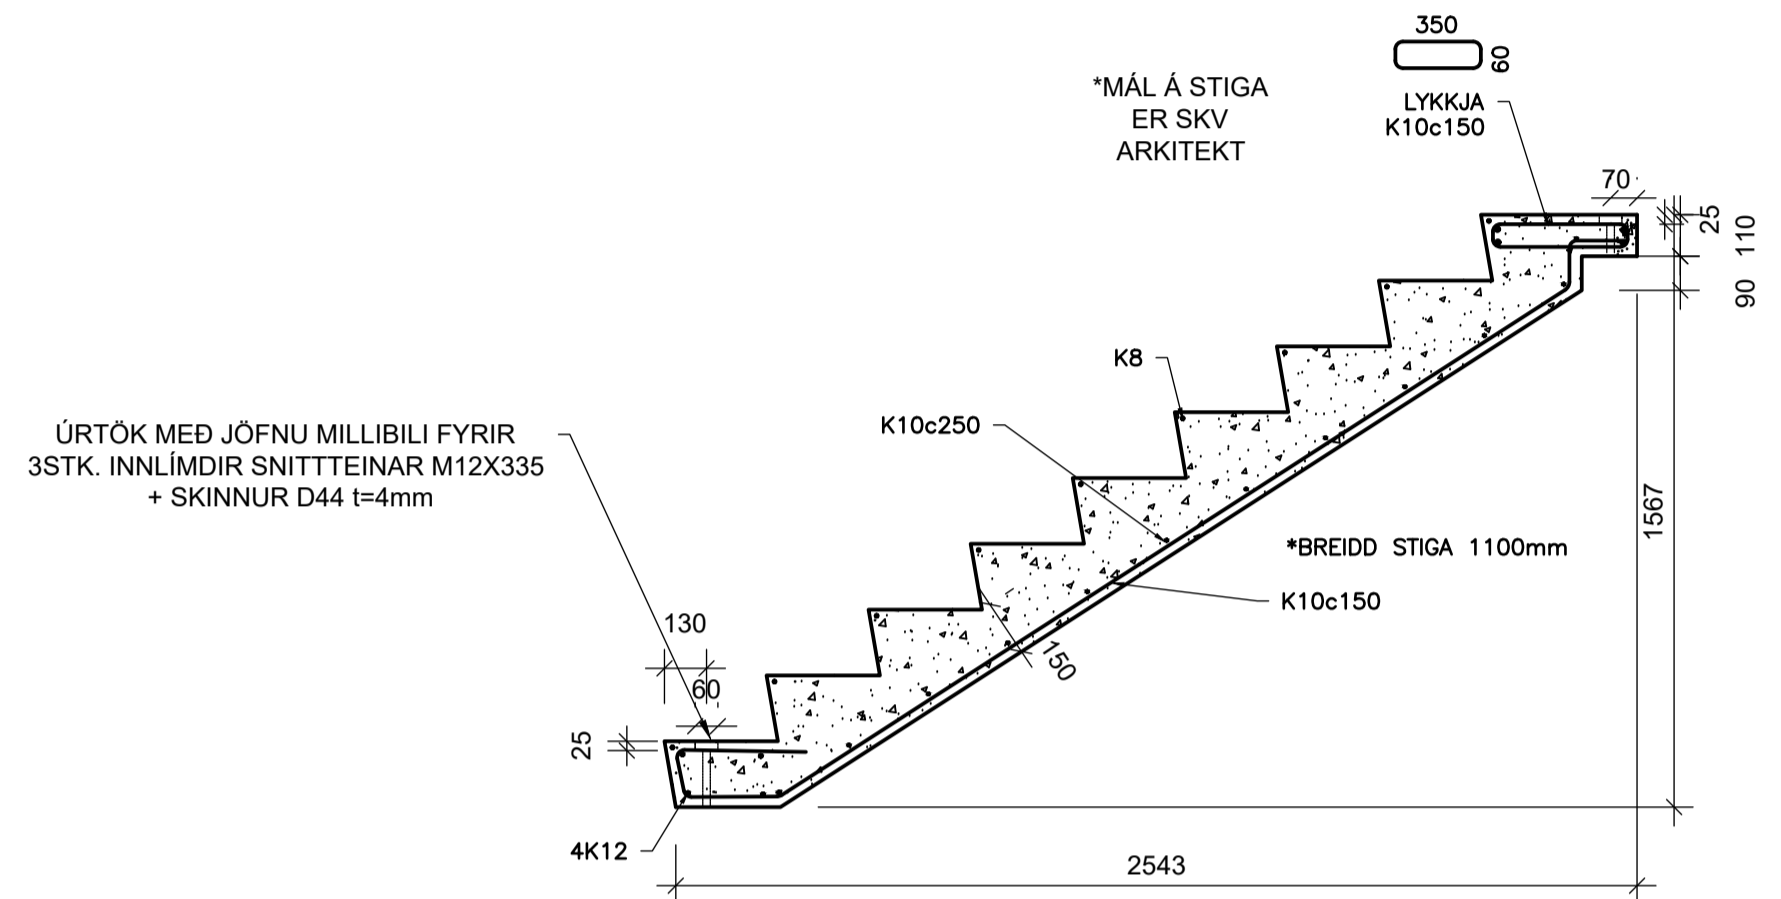 350
60
*MÁL Á STIGA
ER SKV
ARKITEKT
LYKKJA
K10c150
70
25
110
90
K8
K10c250
ÚRTÖK MEÐ JÖFNU MILLIBILI FYRIR
3STK. INNLÍMDIR SNITTTEINAR M12X335
+ SKINNUR D44 t=4mm
1567
*BREIDD STIGA 1100mm
K10c150
130
150
60
25
4K12
2543